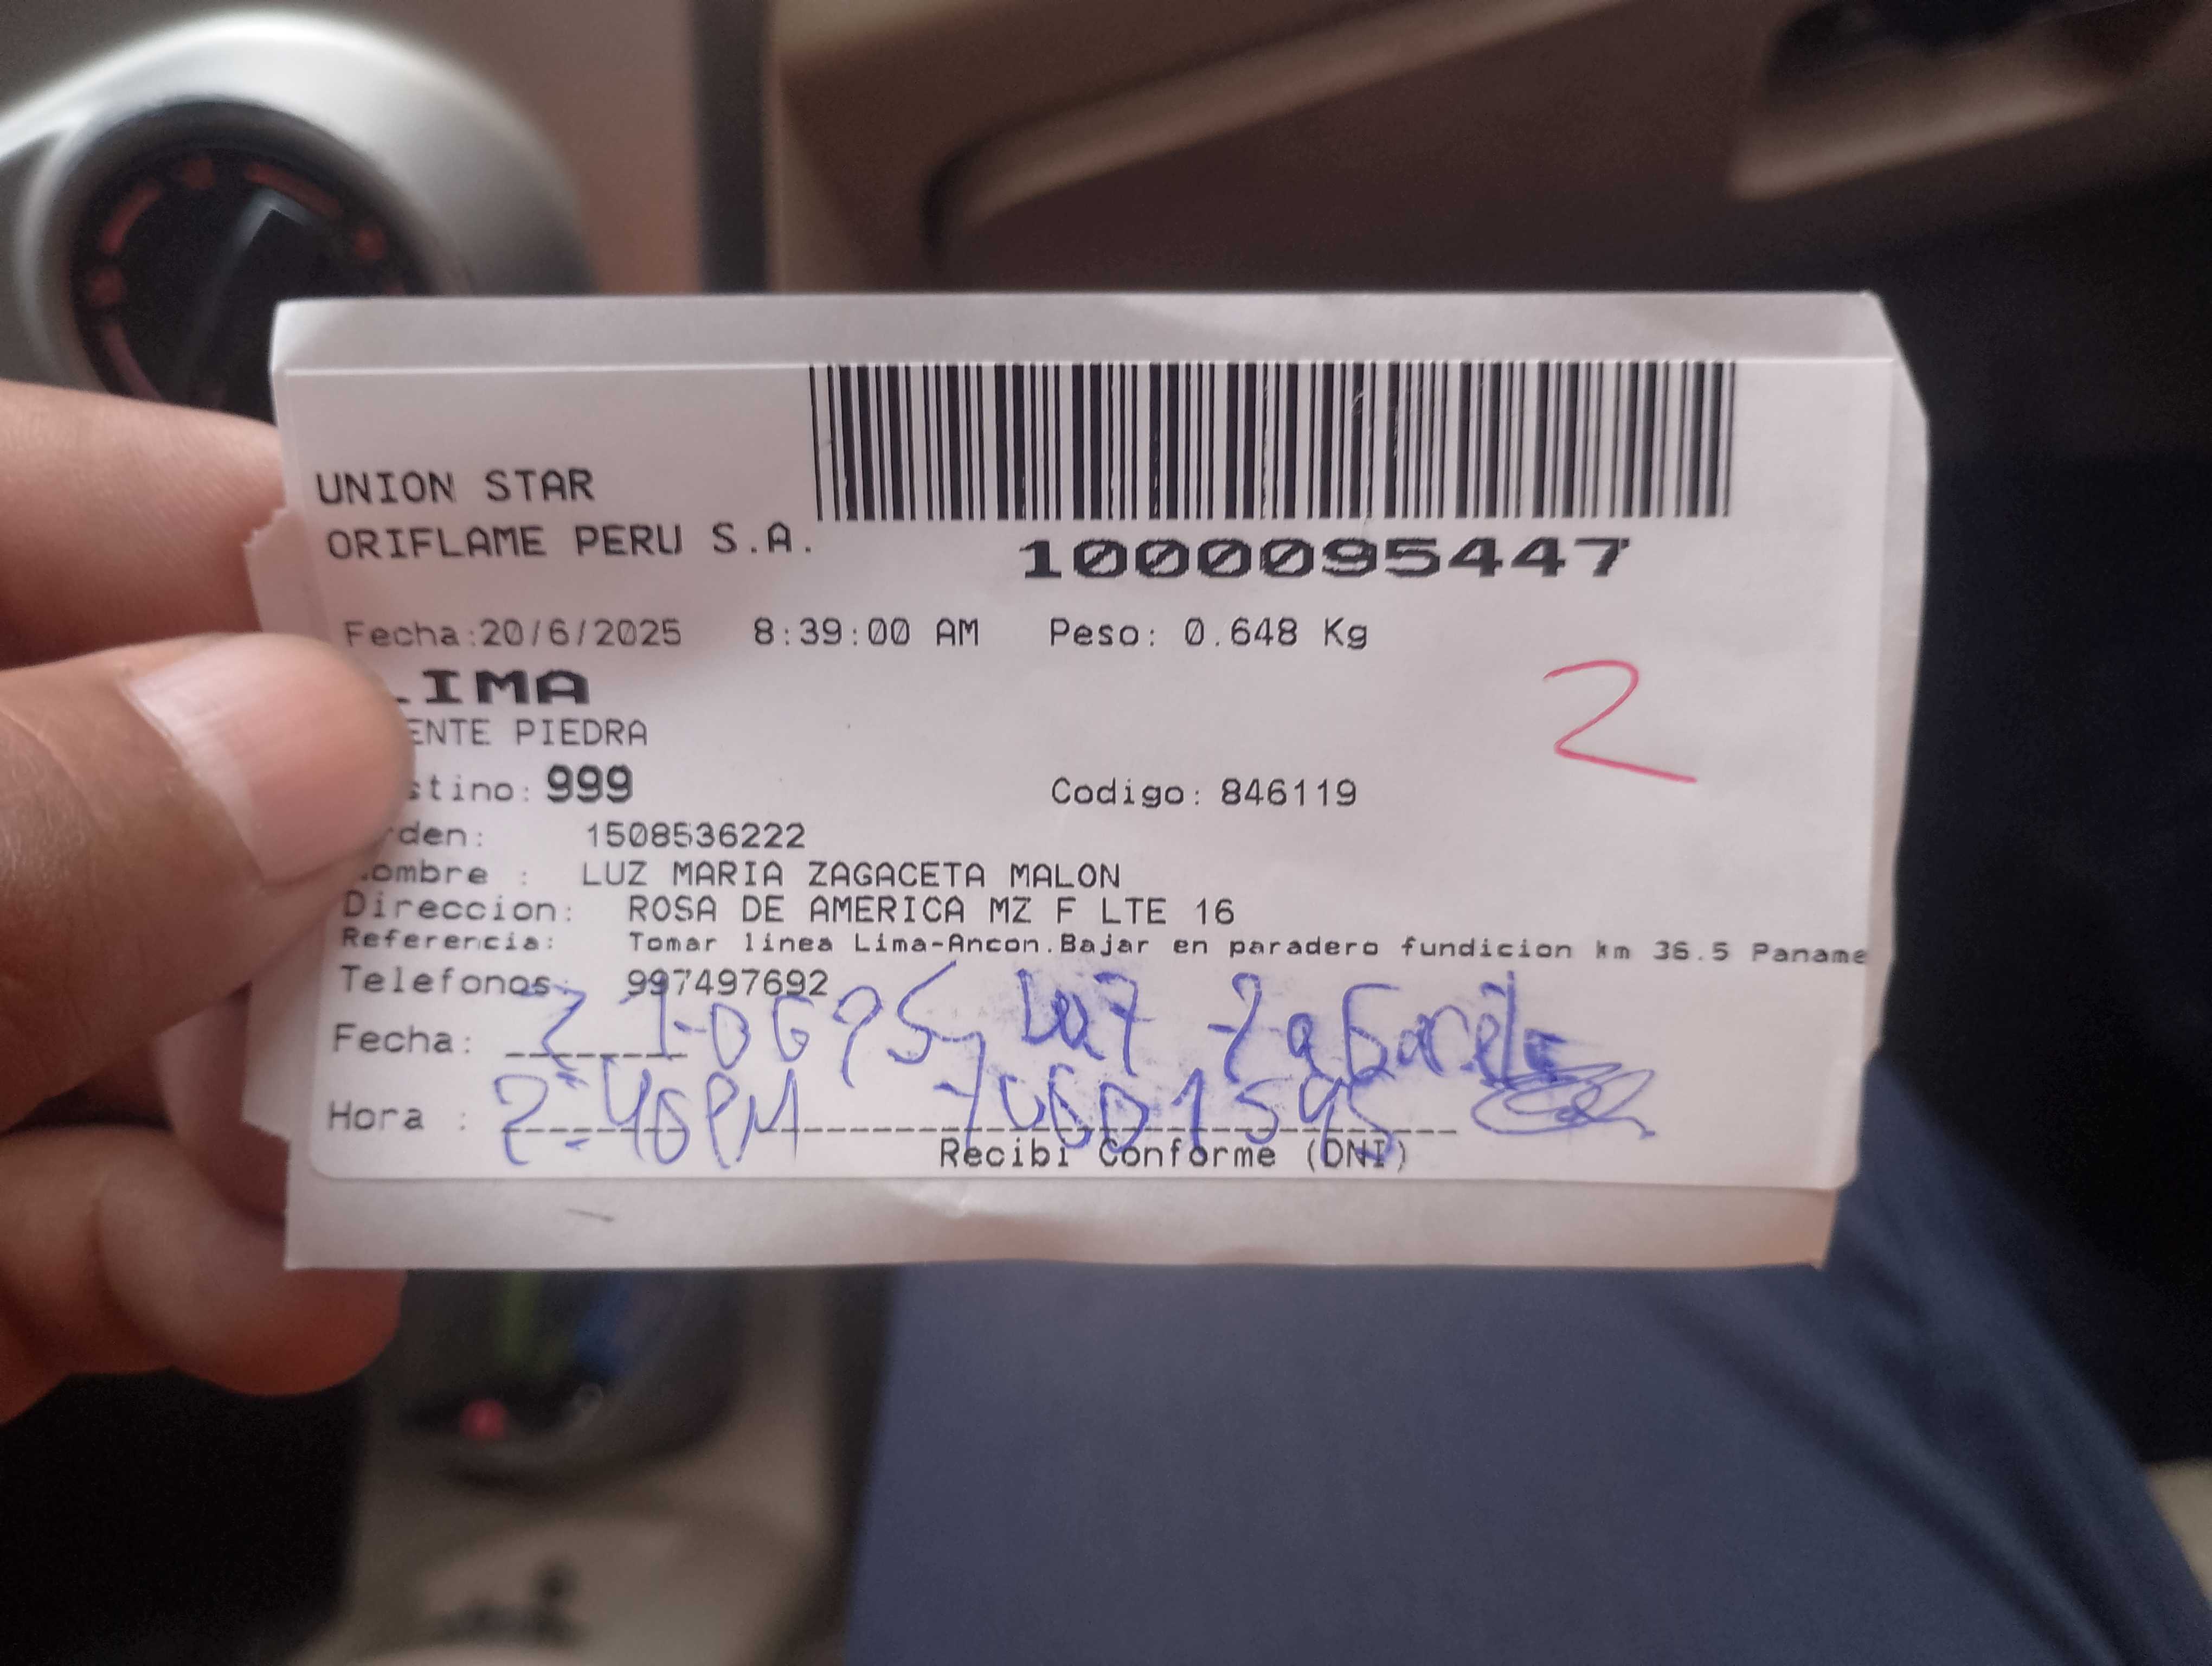 UNION STAR
ORIFLAME PERU S.A.
1000095447
Fecha:20/6/2025 8:39:00 AM Peso: 0.648 Kg
LIMA
ENTE PIEDRA
2
stino: 999 Codigo: 846119
rden: 1508536222
ombre : LUZ MARIA ZAGACETA MALON
Direccion: ROSA DE AMERICA MZ F LTE 16
Referencia: Tomar linea Lima-Ancon.Bajar en paradero fundicion km 36.5 Paname
Telefonos: 997497692
Fecha: Luz
Hora : 2:40PM
Recibi Conforme (DNI)